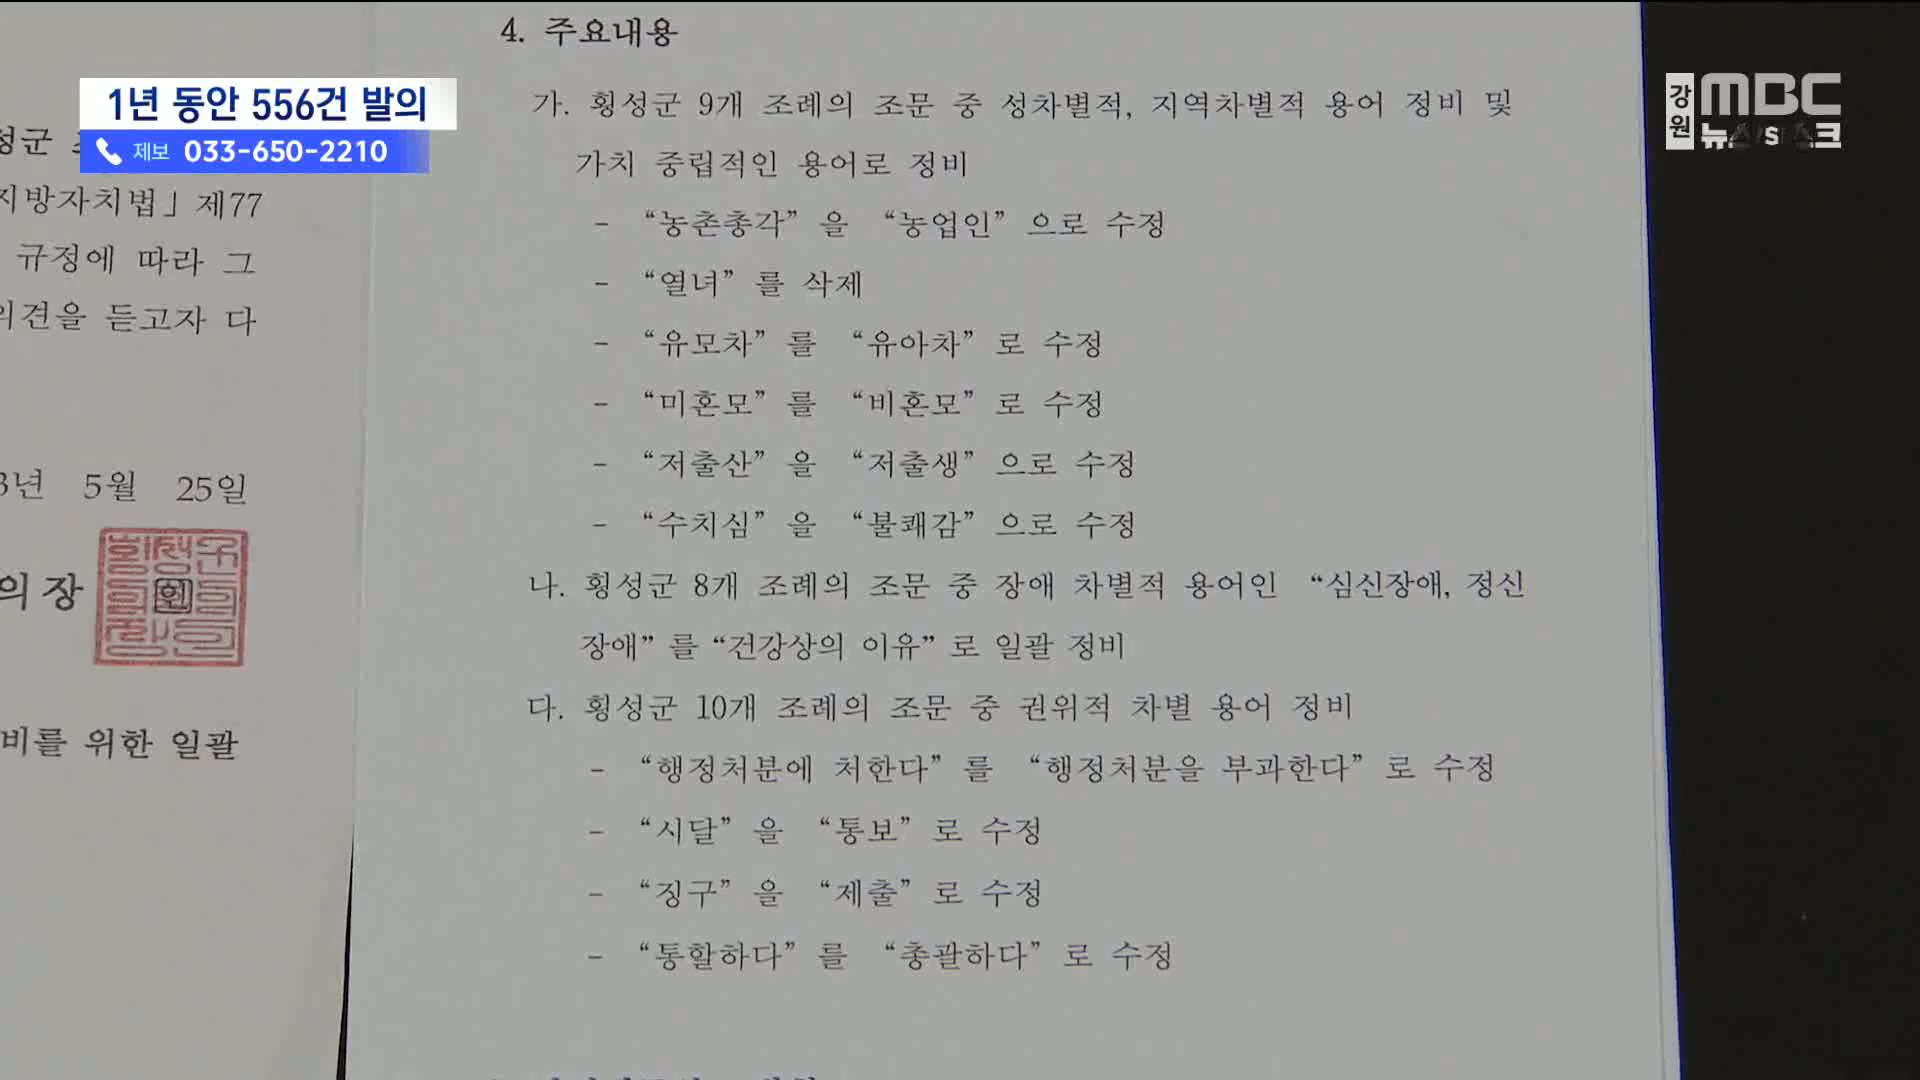 1년 동안 556건 발의
제보 033-650-2210
강원
MBC
청군
지방자치법」제77
규정에 따라 그
의견을 듣고자 다
3년 5월 25일
의장
비를 위한 일괄
4. 주요내용
가. 횡성군 9개 조례의 조문 중 성차별적, 지역차별적 용어 정비 및
가치 중립적인 용어로 정비
- “농촌총각”을 “농업인”으로 수정
- “열녀”를 삭제
- “유모차”를 “유아차”로 수정
- “미혼모”를 “비혼모”로 수정
- “저출산”을 “저출생”으로 수정
- “수치심”을 “불쾌감”으로 수정
나. 횡성군 8개 조례의 조문 중 장애 차별적 용어인 “심신장애, 정신
장애”를 “건강상의 이유”로 일괄 정비
다. 횡성군 10개 조례의 조문 중 권위적 차별 용어 정비
- “행정처분에 처한다”를 “행정처분을 부과한다”로 수정
- “시달”을 “통보”로 수정
- “징구”을 “제출”로 수정
- “통할하다”를 “총괄하다”로 수정